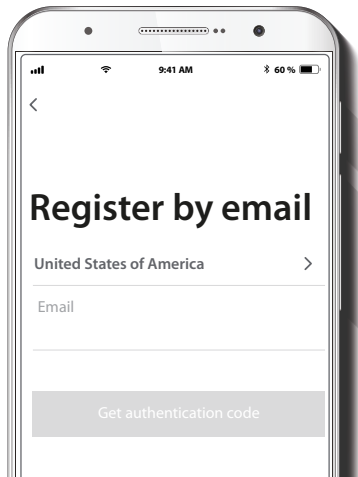 9:41 AM
60 %
Register by email
United States of America
Email
Get authentication code